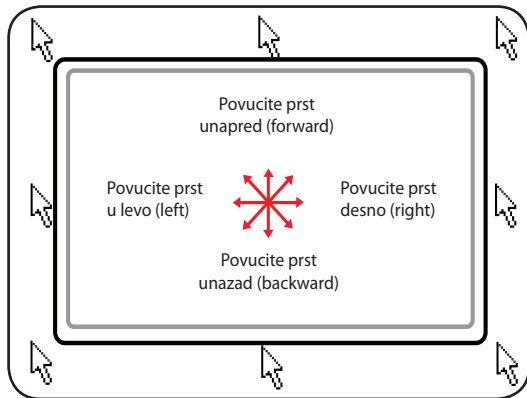 Povucite prst
unapred (forward)
Povucite prst
u levo (left)
Povucite prst
desno (right)
Povucite prst
unazad (backward)